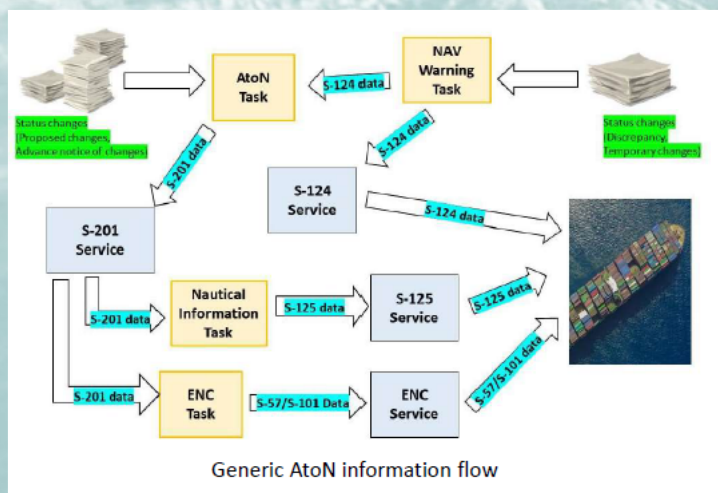 NAV
Warning
Task
AtoN
Task
S-124 data
Status changes
(Proposed changes,
Advance notice of changes)
Status changes
(Discrepancy,
Temporary changes)
S-201 data
S-124 data
S-124
Service
S-124 data
S-201
Service
Nautical
Information
Task
S-125
Service
S-201 data
S-125 data
S-125 data
ENC
Task
ENC
Service
S-201 data
S-57/S-101 Data
S-57/S-101 data
Generic AtoN information flow